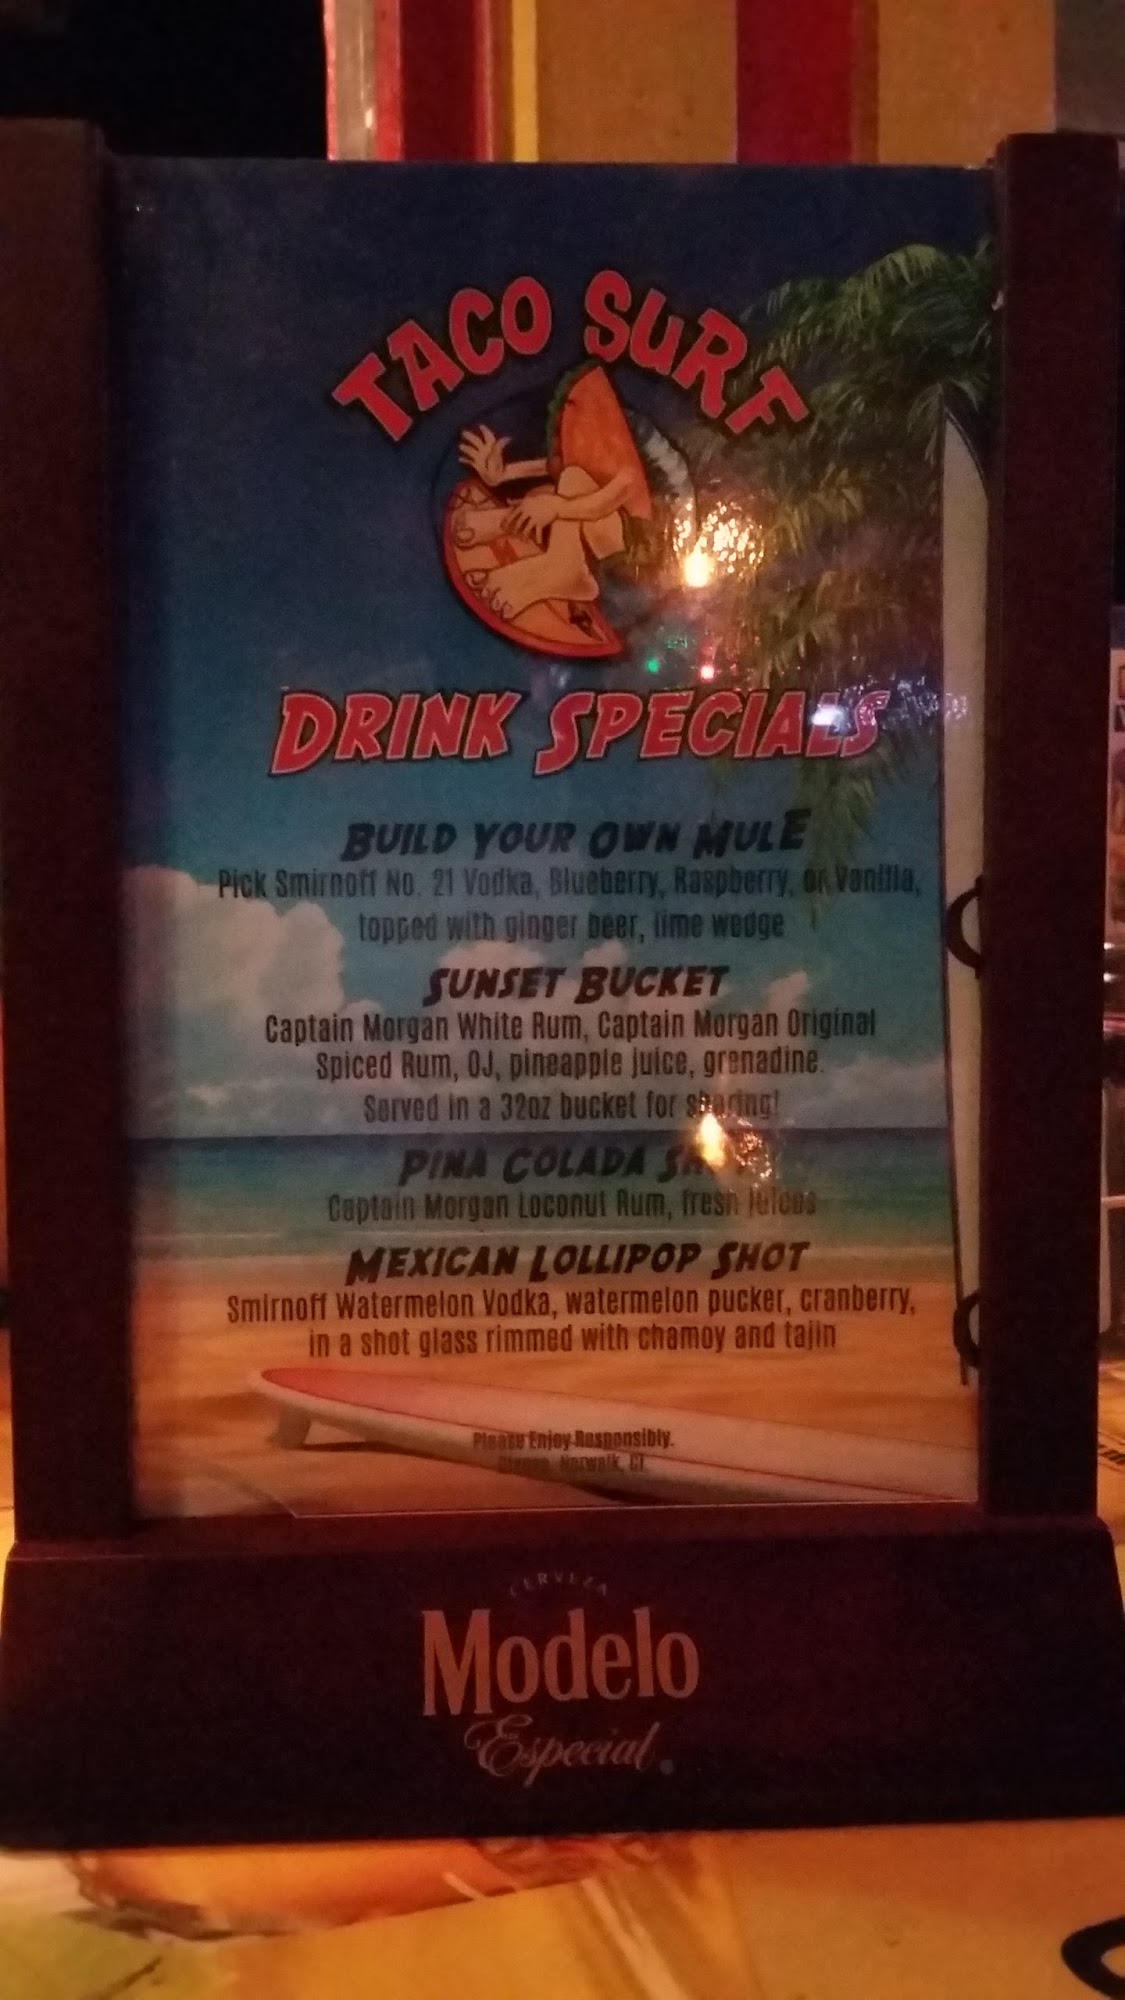 TACO SURF
DRINK SPECIALS
BUILD YOUR OWN MULE
Pick Smirnoff No. 21 Vodka, Blueberry, Raspberry, or Vanilla,
topped with ginger beer, lime wedge
SUNSET BUCKET
Captain Morgan White Rum, Captain Morgan Original
Spiced Rum, OJ, pineapple juice, grenadine.
Served in a 32oz bucket for sharing!
PINA COLADA
Captain Morgan Loconut Rum, fresh juices
MEXICAN LOLLIPOP SHOT
Smirnoff Watermelon Vodka, watermelon pucker, cranberry,
in a shot glass rimmed with chamoy and tajin
Please Enjoy Responsibly.
Norwalk, CT.
CERVEZA
Modelo
Especial